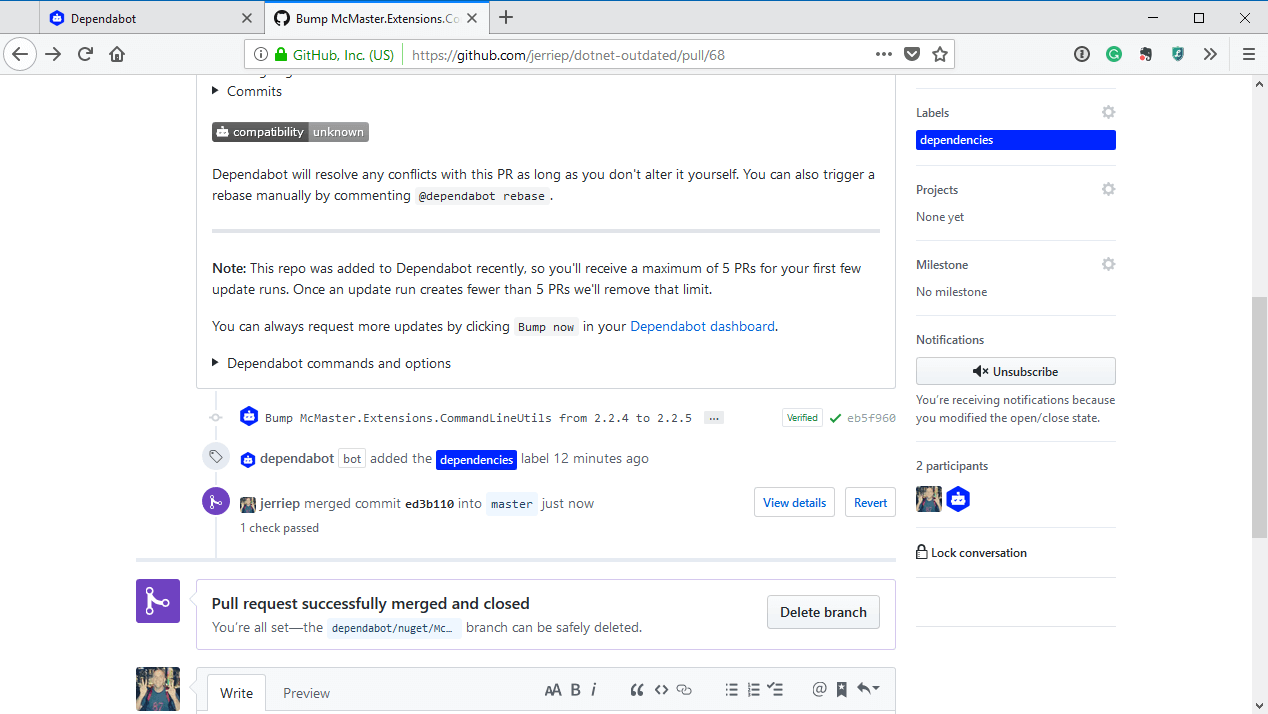 Dependabot
Bump McMaster.Extensions.Co
GitHub, Inc. (US)
https://github.com/jerriep/dotnet-outdated/pull/68
Commits
compatibility unknown
Dependabot will resolve any conflicts with this PR as long as you don't alter it yourself. You can also trigger a
rebase manually by commenting @dependabot rebase.
Note: This repo was added to Dependabot recently, so you'll receive a maximum of 5 PRs for your first few
update runs. Once an update run creates fewer than 5 PRs we'll remove that limit.
You can always request more updates by clicking Bump now in your Dependabot dashboard.
Dependabot commands and options
Bump McMaster.Extensions.CommandLineUtils from 2.2.4 to 2.2.5 ... Verified eb5f960
dependabot bot added the dependencies label 12 minutes ago
jerriep merged commit ed3b110 into master just now View details Revert
1 check passed
Pull request successfully merged and closed
You're all set—the dependabot/nuget/Mc… branch can be safely deleted.
Delete branch
Write Preview AA B i
Labels
dependencies
Projects
None yet
Milestone
No milestone
Notifications
Unsubscribe
You're receiving notifications because
you modified the open/close state.
2 participants
Lock conversation